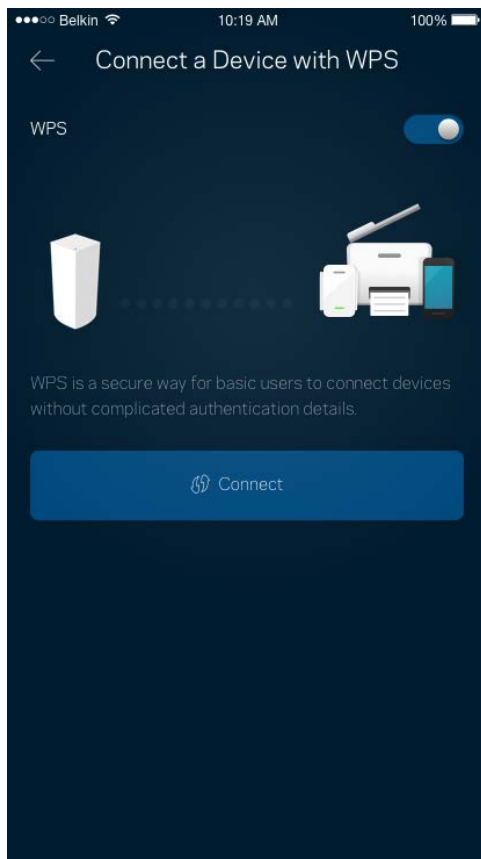 Belkin 10:19 AM 100%
Connect a Device with WPS
WPS
WPS is a secure way for basic users to connect devices
without complicated authentication details.
Connect